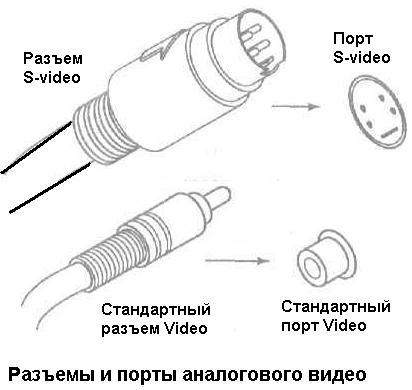 Разъем
S-video
Порт
S-video
Стандартный
разъем Video
Стандартный
порт Video
Разъемы и порты аналогового видео